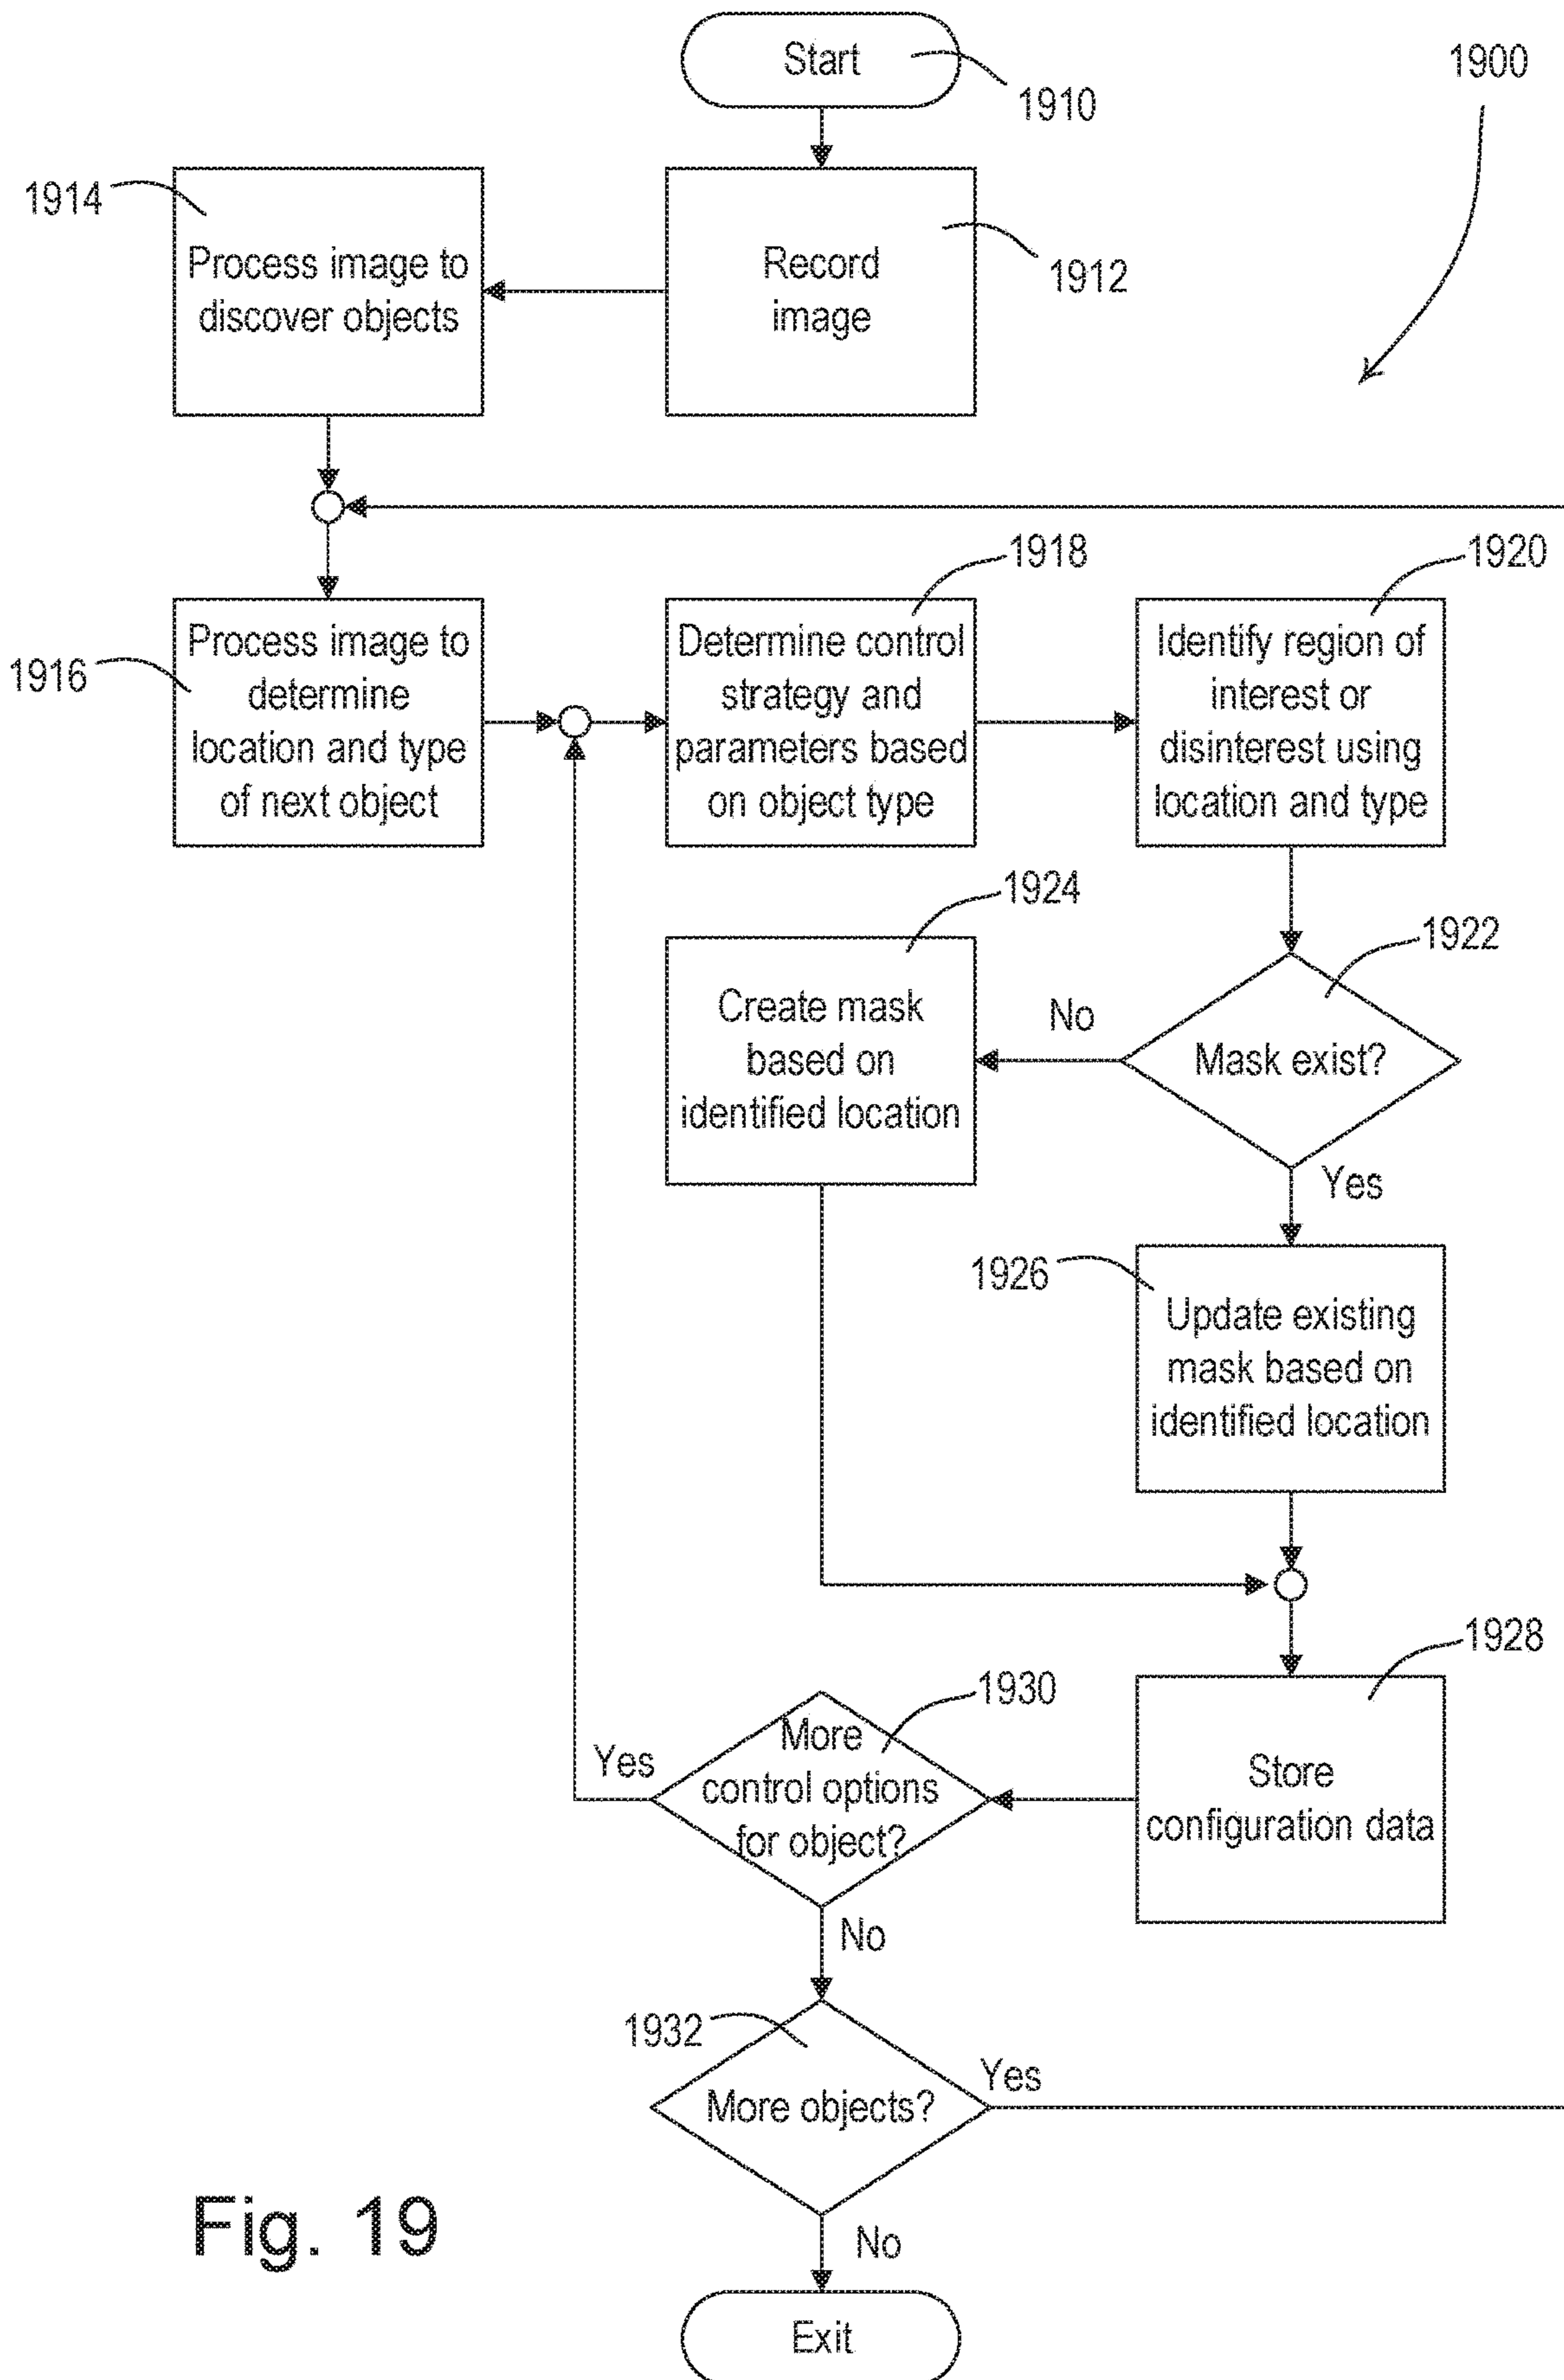 Start
1910
1900
1914
Process image to
discover objects
Record
image
1912
1916
Process image to
determine
location and type
of next object
1918
Determine control
strategy and
parameters based
on object type
1920
Identify region of
interest or
disinterest using
location and type
1924
Create mask
based on
identified location
No
1922
Mask exist?
Yes
1926
Update existing
mask based on
identified location
1928
Store
configuration data
1930
More
control options
for object?
Yes
No
1932
More objects?
Yes
No
Exit
Fig. 19